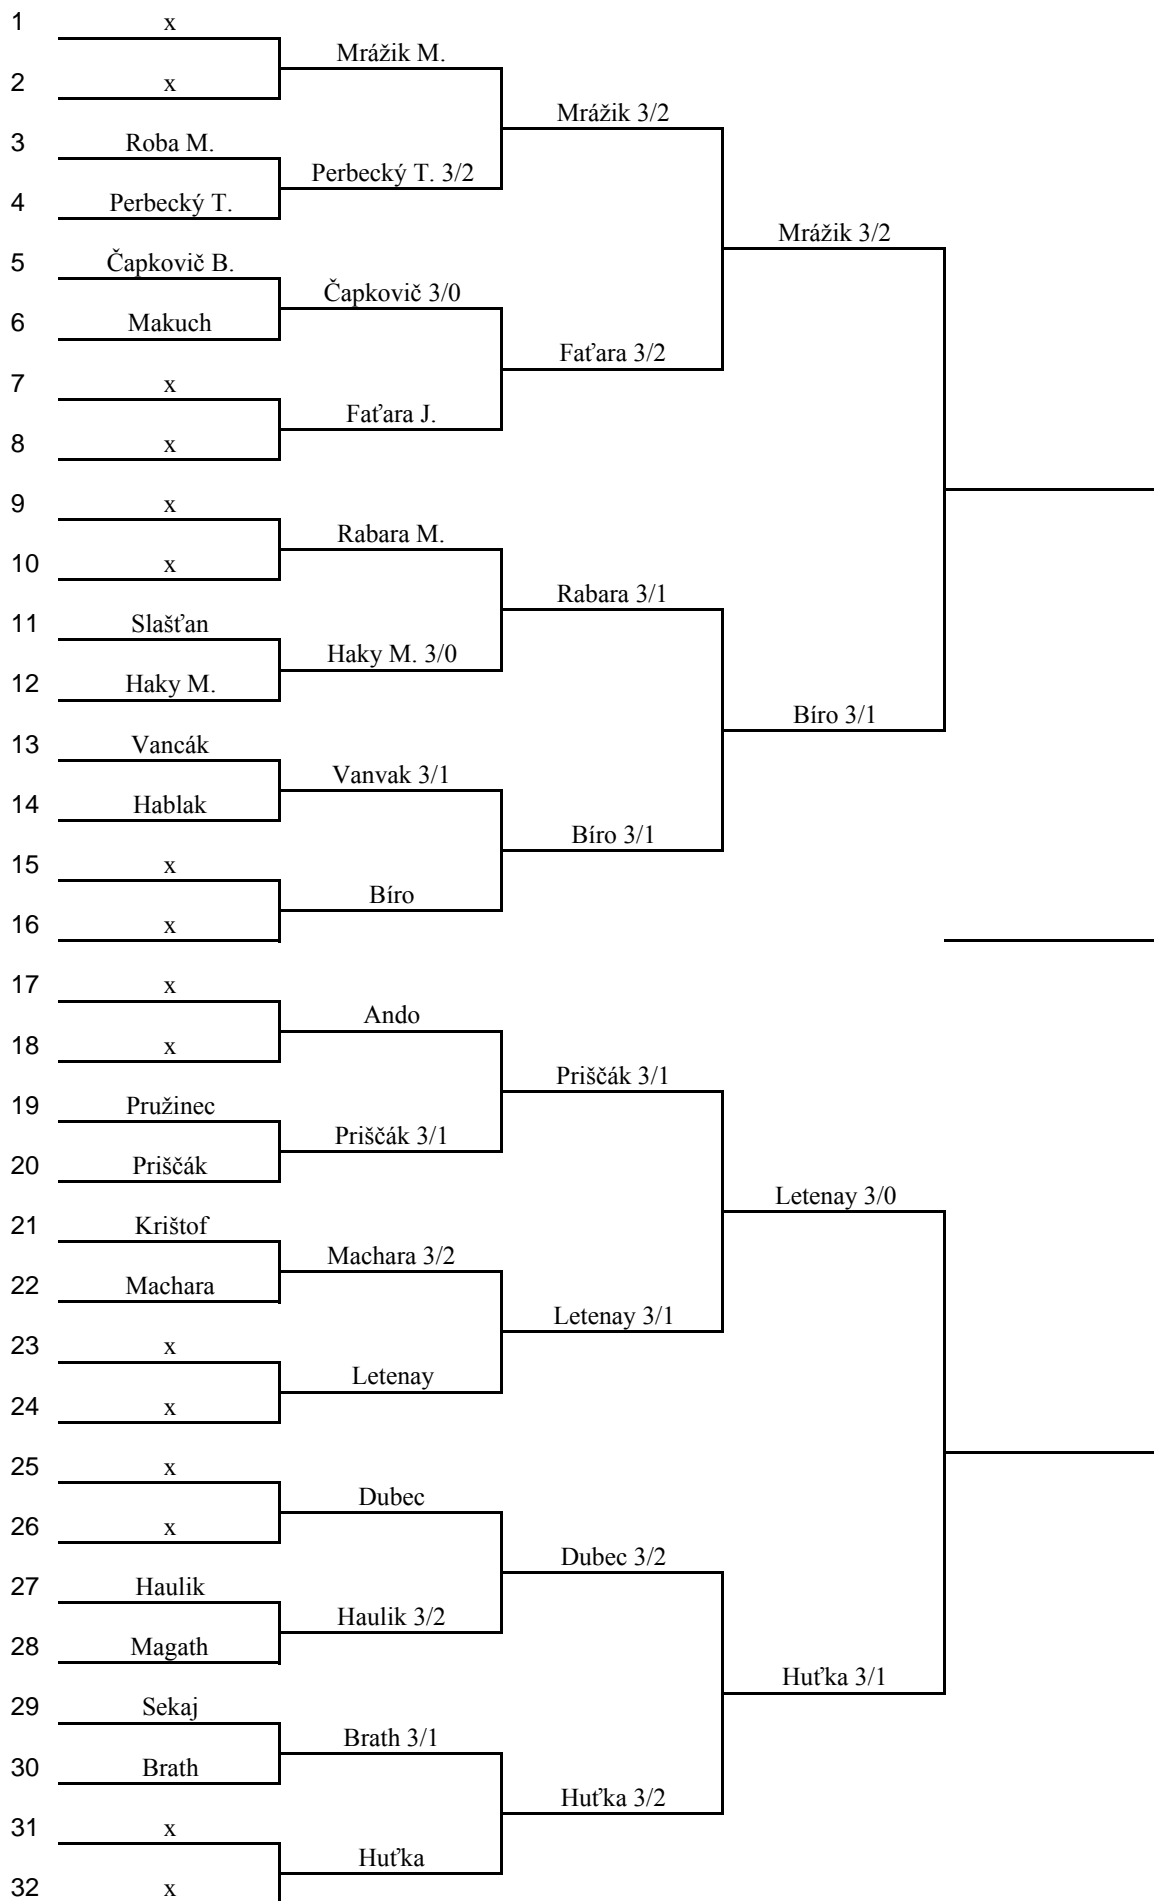 1 x
Mrážik M.
2 x
Mrážik 3/2
3 Roba M.
Perbecký T. 3/2
4 Perbecký T.
Mrážik 3/2
5 Čapkovič B.
Čapkovič 3/0
6 Makuch
Faťara 3/2
7 x
Faťara J.
8 x
9 x
Rabara M.
10 x
Rabara 3/1
11 Slašťan
Haky M. 3/0
12 Haky M.
Bíro 3/1
13 Vancák
Vanvak 3/1
14 Hablak
Bíro 3/1
15 x
Bíro
16 x
17 x
Ando
18 x
Priščák 3/1
19 Pružinec
Priščák 3/1
20 Priščák
Letenay 3/0
21 Krištof
Machara 3/2
22 Machara
Letenay 3/1
23 x
Letenay
24 x
25 x
Dubec
26 x
Dubec 3/2
27 Haulik
Haulik 3/2
28 Magath
Huťka 3/1
29 Sekaj
Brath 3/1
30 Brath
Huťka 3/2
31 x
Huťka
32 x